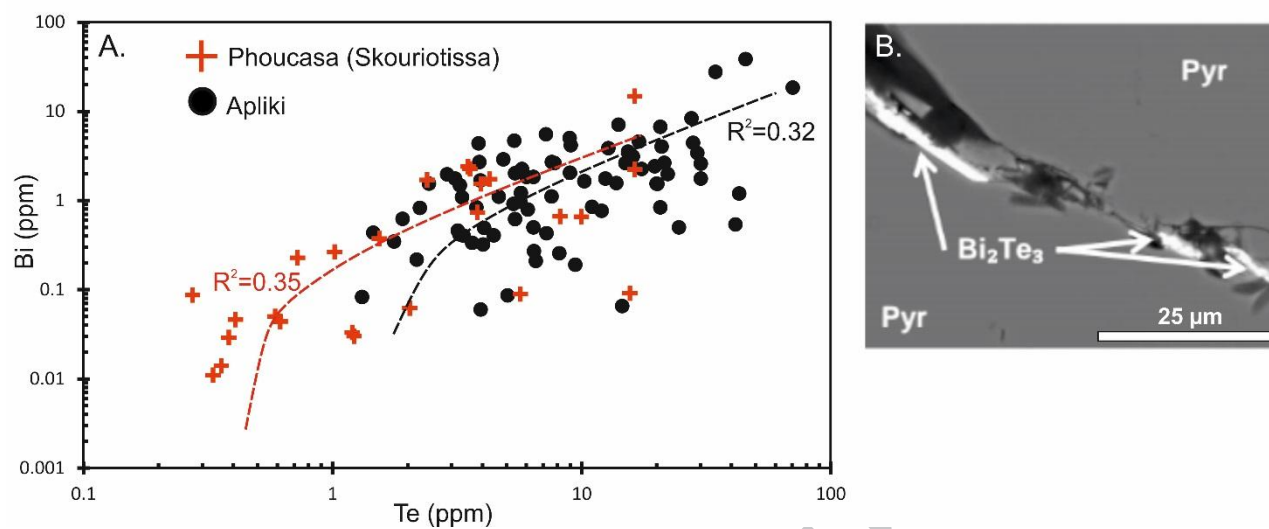 A.
Phoucasa (Skouriotissa)
Apliki
R²=0.32
R²=0.35
100
10
1
0.1
0.01
0.001
Bi (ppm)
0.1
1
10
100
Te (ppm)
B.
Pyr
Bi₂Te₃
Pyr
25 µm